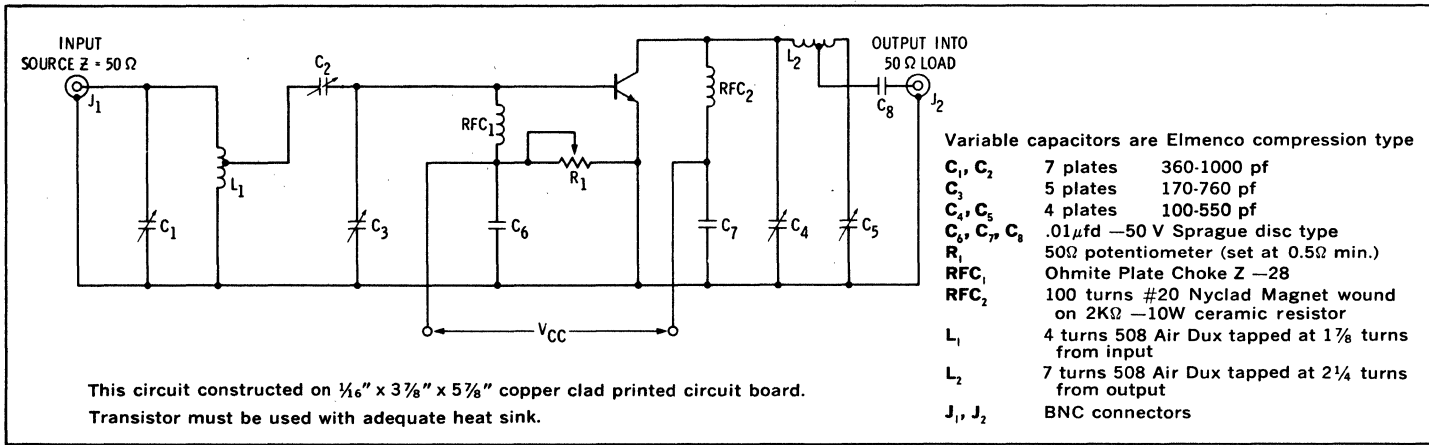 INPUT
SOURCE Z = 50 Ω
J1
C1
L1
C2
C3
RFC1
R1
C6
VCC
RFC2
C7
L2
C4
C5
OUTPUT INTO
50 Ω LOAD
C8
J2
Variable capacitors are Elmenco compression type
C1, C2 7 plates 360-1000 pf
C3 5 plates 170-760 pf
C4, C5 4 plates 100-550 pf
C6, C7, C8 .01μfd —50 V Sprague disc type
R1 50Ω potentiometer (set at 0.5Ω min.)
RFC1 Ohmite Plate Choke Z —28
RFC2 100 turns #20 Nyclad Magnet wound
on 2KΩ —10W ceramic resistor
L1 4 turns 508 Air Dux tapped at 1⅞ turns
from input
L2 7 turns 508 Air Dux tapped at 2¼ turns
from output
J1, J2 BNC connectors
This circuit constructed on 1/16" x 3⅞" x 5⅞" copper clad printed circuit board.
Transistor must be used with adequate heat sink.